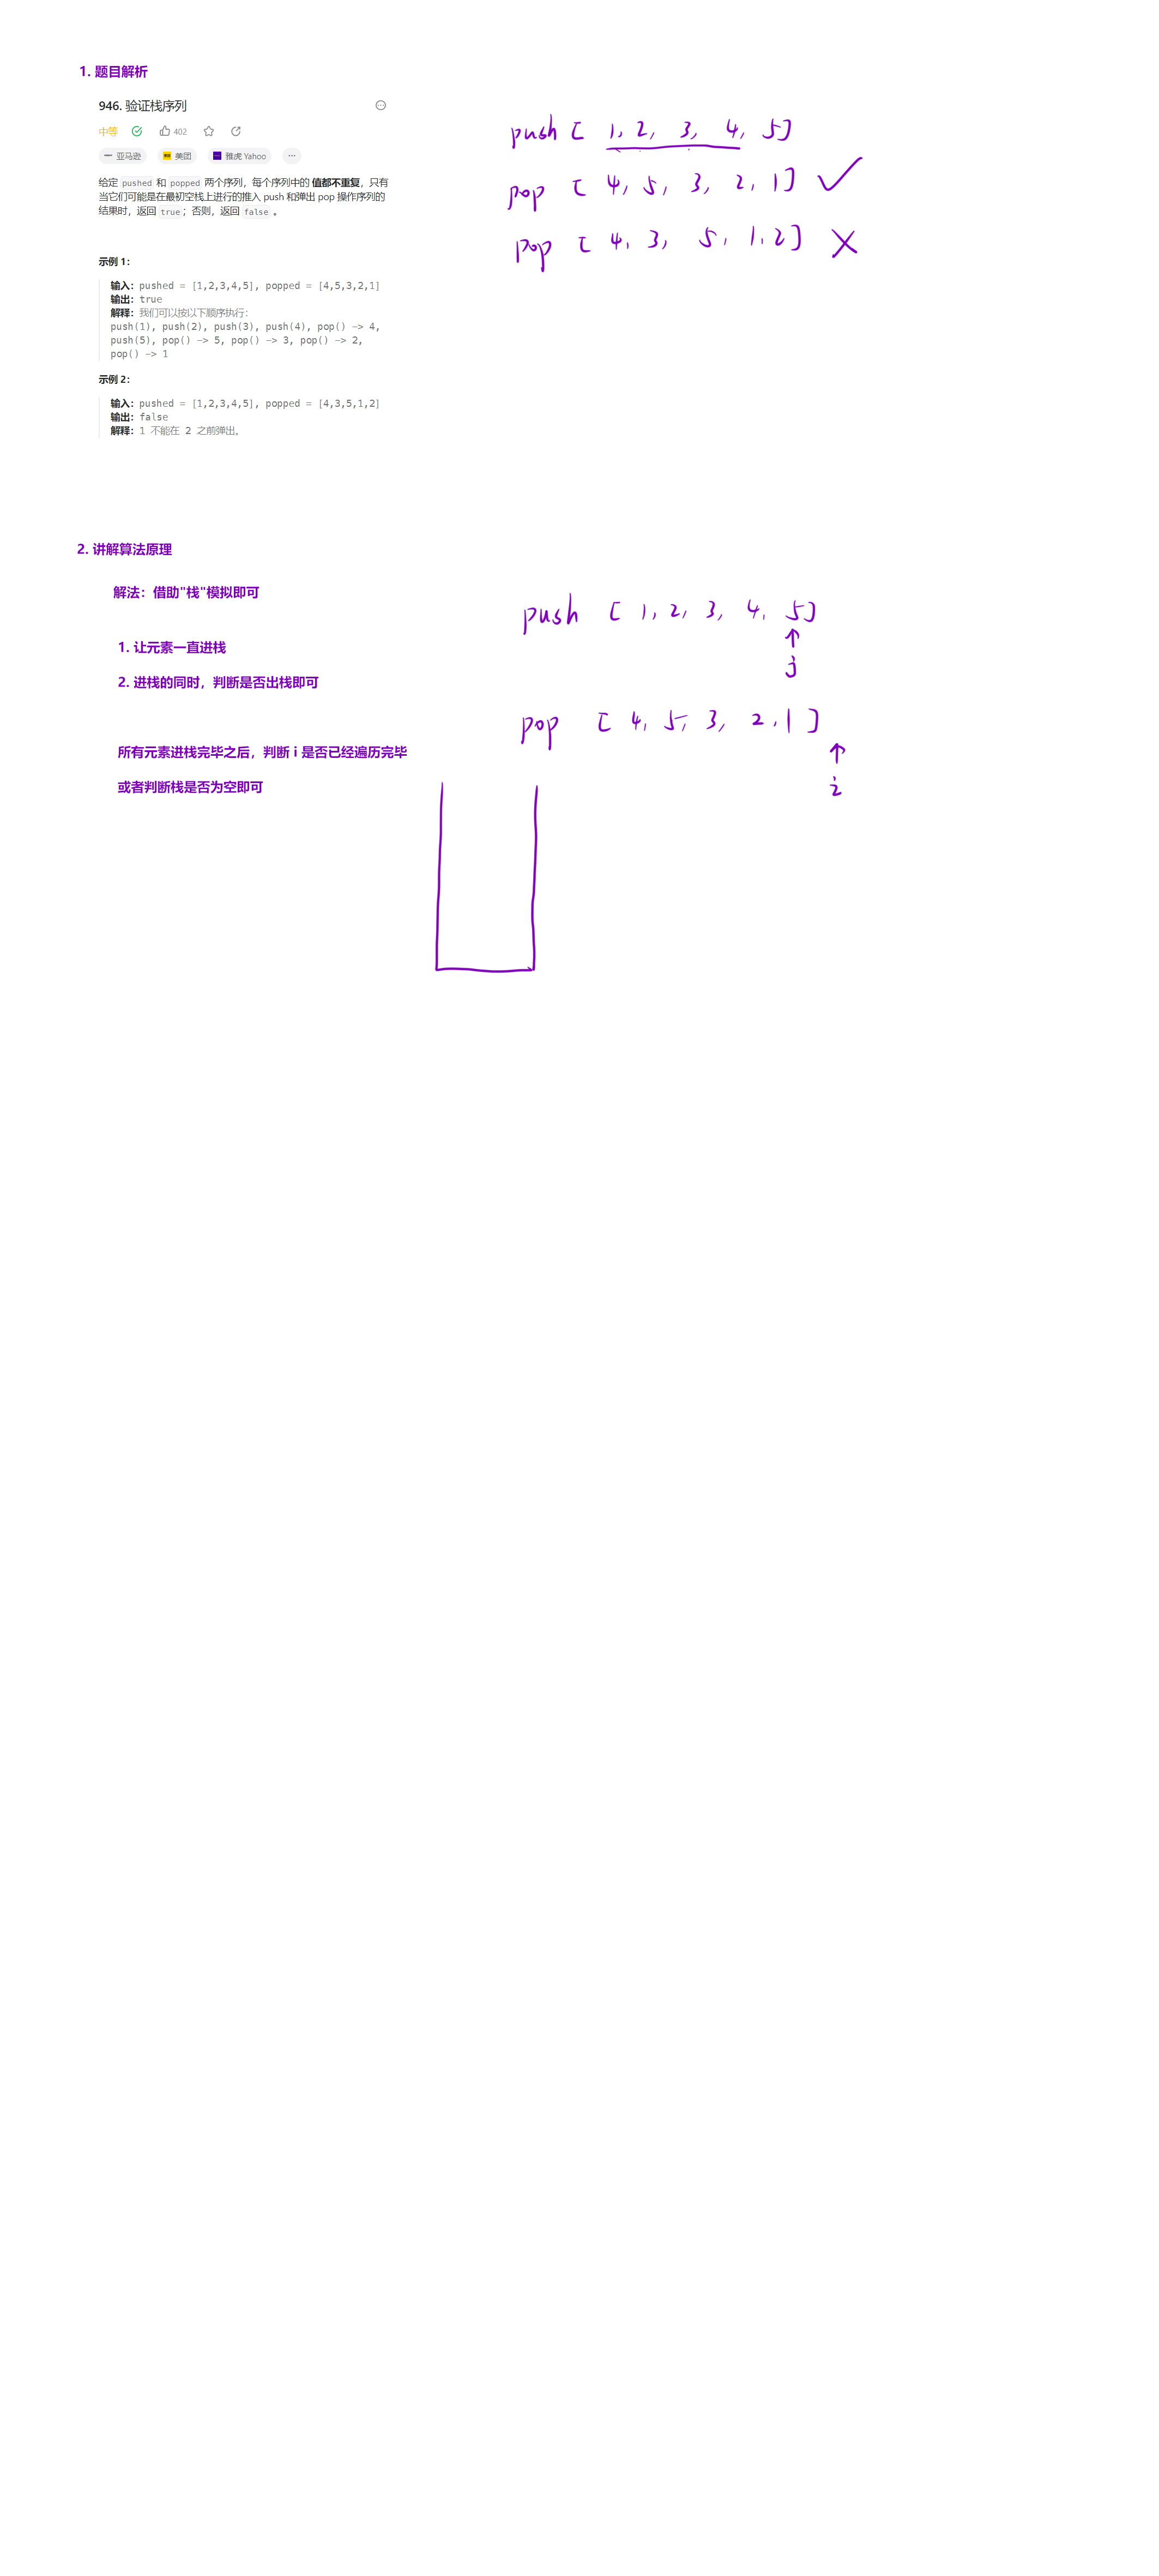 1. 题目解析
946. 验证栈序列
中等 402
亚马逊 美团 雅虎 Yahoo ...
给定 pushed 和 popped 两个序列，每个序列中的 值都不重复，只有
当它们可能是在最初空栈上进行的推入 push 和弹出 pop 操作序列的
结果时，返回 true；否则，返回 false 。
示例 1：
输入：pushed = [1,2,3,4,5], popped = [4,5,3,2,1]
输出：true
解释：我们可以按以下顺序执行：
push(1), push(2), push(3), push(4), pop() -> 4,
push(5), pop() -> 5, pop() -> 3, pop() -> 2,
pop() -> 1
示例 2：
输入：pushed = [1,2,3,4,5], popped = [4,3,5,1,2]
输出：false
解释：1 不能在 2 之前弹出。
push [ 1, 2, 3, 4, 5]
pop [ 4, 5, 3, 2, 1]
pop [ 4, 3, 5, 1, 2]
2. 讲解算法原理
解法：借助"栈"模拟即可
1. 让元素一直进栈
2. 进栈的同时，判断是否出栈即可
所有元素进栈完毕之后，判断 i 是否已经遍历完毕
或者判断栈是否为空即可
push [ 1, 2, 3, 4, 5]
j
pop [ 4, 5, 3, 2, 1 ]
i